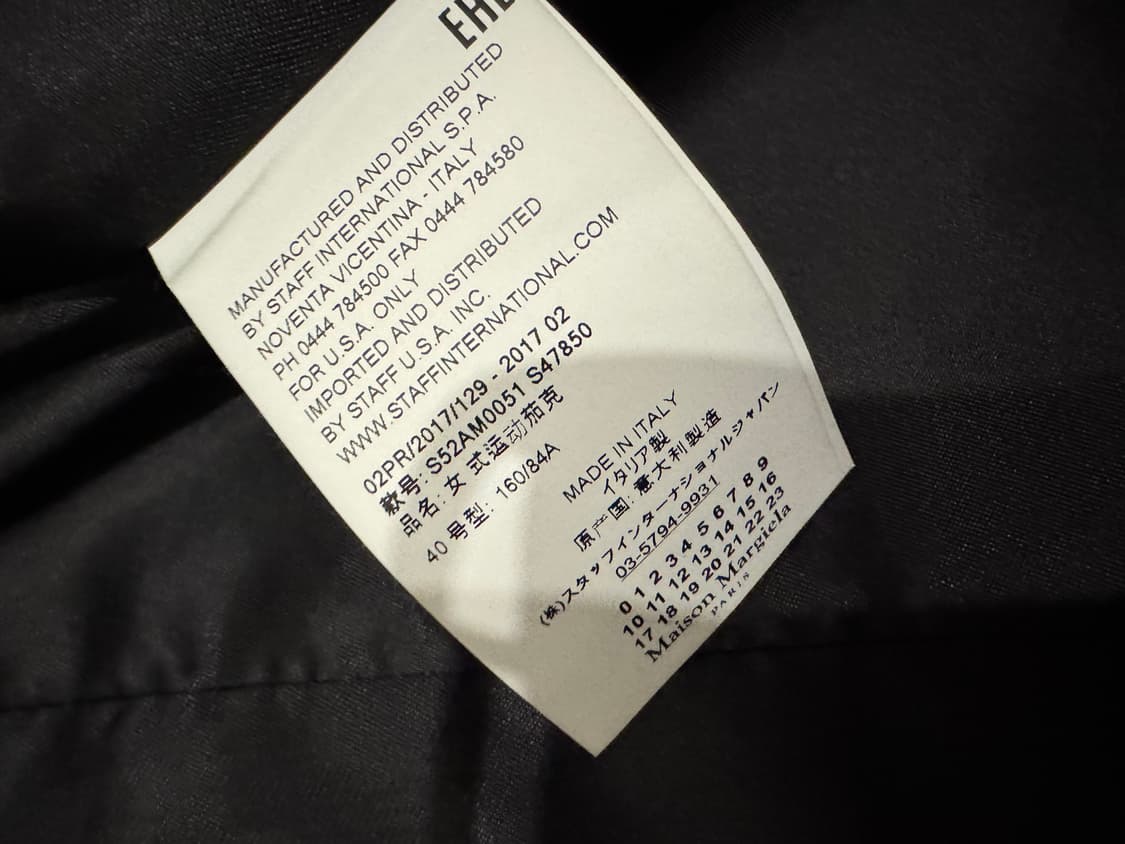 EHE
MANUFACTURED AND DISTRIBUTED
BY STAFF INTERNATIONAL S.P.A.
NOVENTA VICENTINA - ITALY
PH 0444 784500 FAX 0444 784580
FOR U.S.A. ONLY
IMPORTED AND DISTRIBUTED
BY STAFF U.S.A. INC.
WWW.STAFFINTERNATIONAL.COM
02PR/2017/129 - 2017 02
款号: S52AM0051 S47850
品名: 女 式运动茄克
40 号型: 160/84A
MADE IN ITALY
イタリア製
原产国: 意大利製造
(株)スタッフインターナショナルジャパン
03-5794-9931
0 1 2 3 4 5 6 7 8 9
10 11 12 13 14 15 16
17 18 19 20 21 22 23
Maison Margiela
PARIS